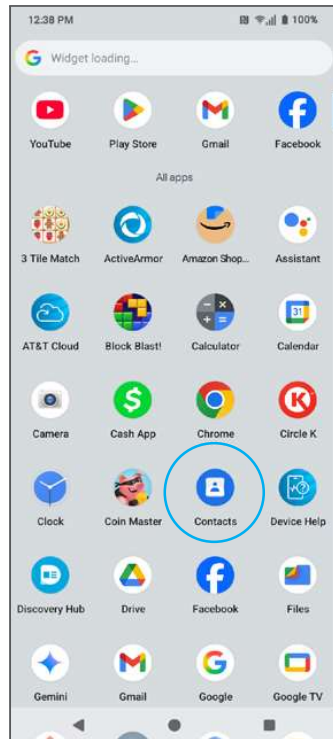 12:38 PM 100%
G Widget loading...
YouTube Play Store Gmail Facebook
All apps
3 Tile Match ActiveArmor Amazon Shop... Assistant
31
AT&T Cloud Block Blast! Calculator Calendar
Camera Cash App Chrome Circle K
Clock Coin Master Contacts Device Help
Discovery Hub Drive Facebook Files
Gemini Gmail Google Google TV